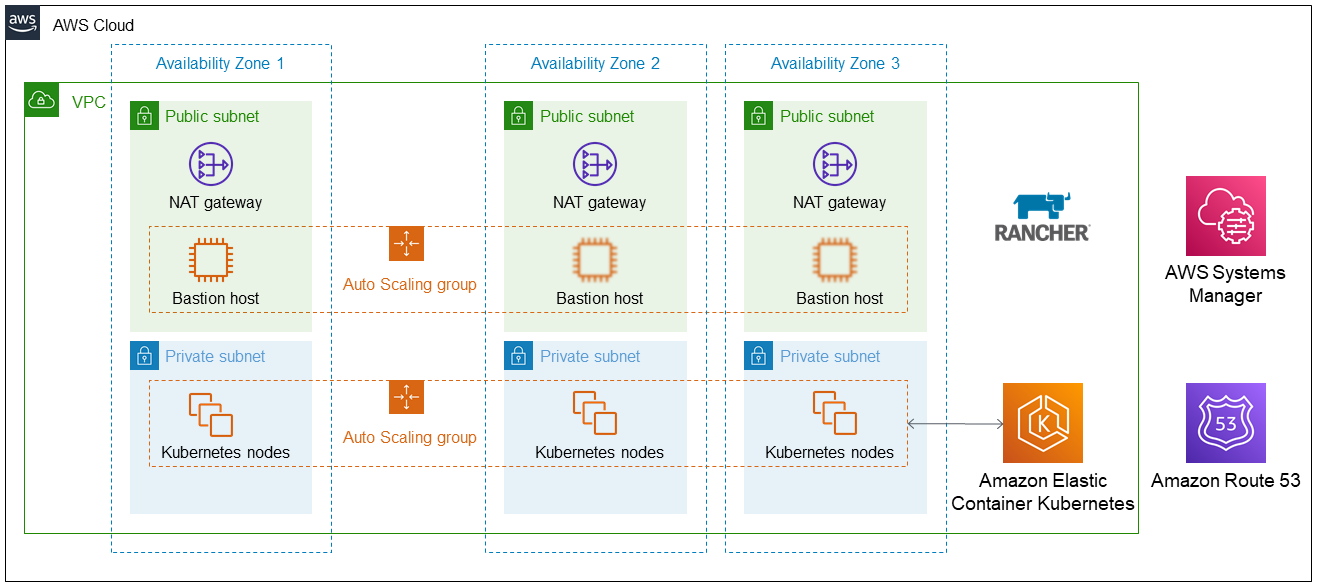 aws
AWS Cloud
Availability Zone 1
Availability Zone 2
Availability Zone 3
VPC
Public subnet
Public subnet
Public subnet
NAT gateway
NAT gateway
NAT gateway
RANCHER®
Auto Scaling group
Bastion host
Bastion host
Bastion host
AWS Systems
Manager
Private subnet
Private subnet
Private subnet
K
53
Auto Scaling group
Kubernetes nodes
Kubernetes nodes
Kubernetes nodes
Amazon Elastic
Container Kubernetes
Amazon Route 53